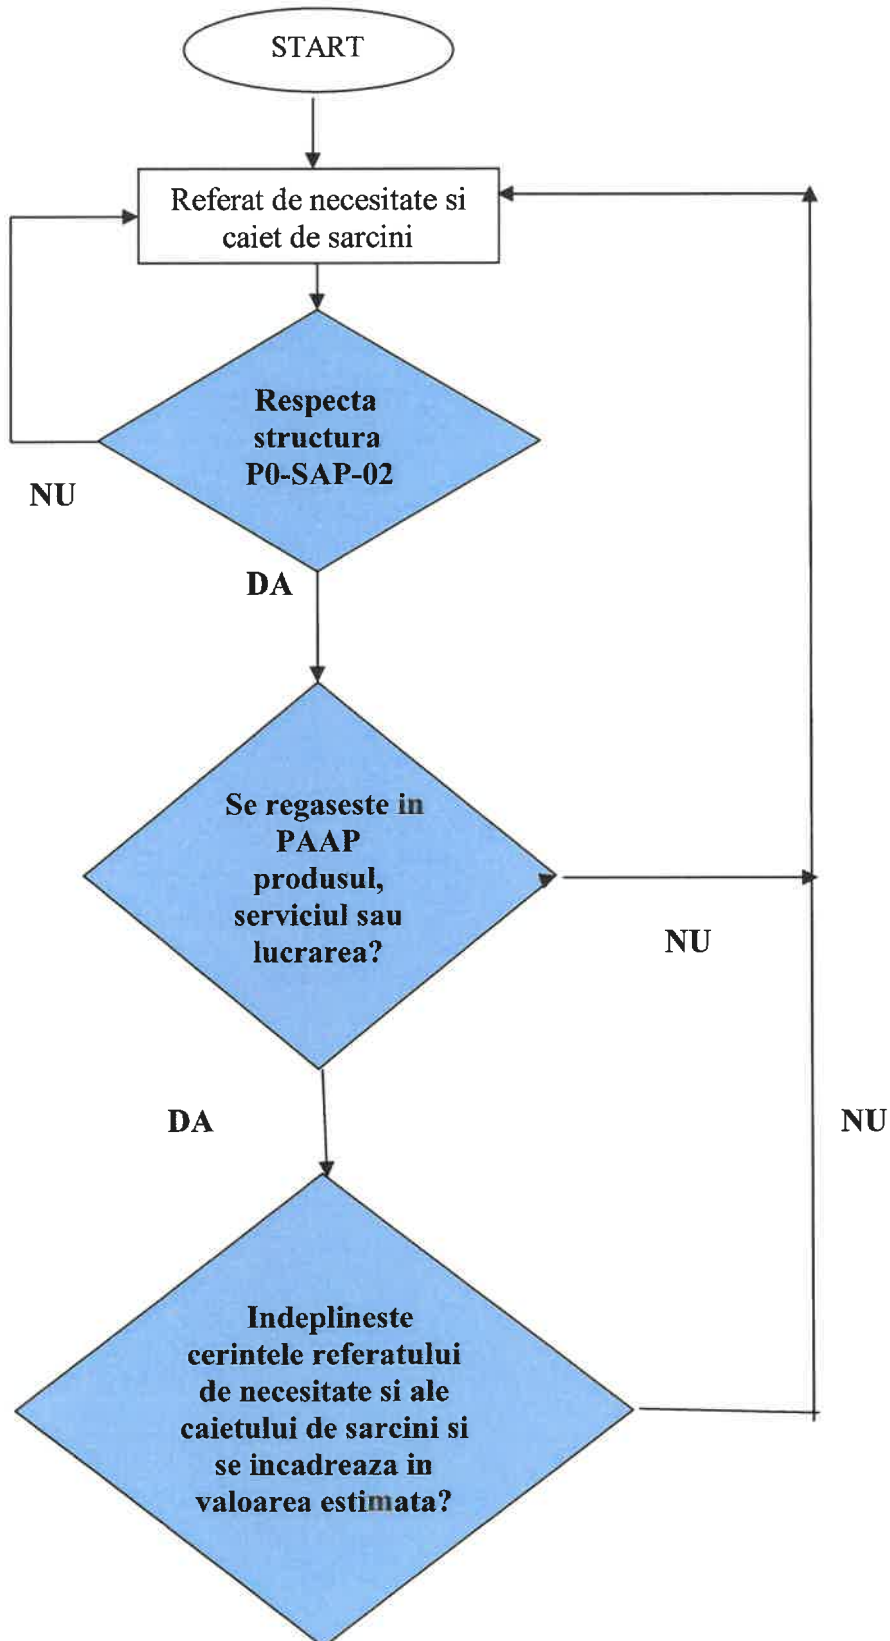 START
Referat de necesitate si
caiet de sarcini
Respecta
structura
P0-SAP-02
NU
DA
Se regaseste in
PAAP
produsul,
serviciul sau
lucrarea?
NU
DA
NU
Indeplineste
cerintele referatului
de necesitate si ale
caietului de sarcini si
se incadreaza in
valoarea estimata?